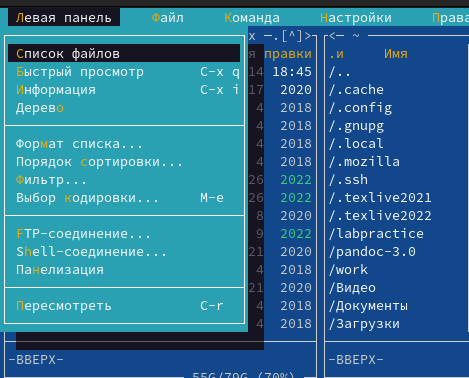 Левая панель Файл Команда Настройки Права
х ─.[^]>┐┌<─ ~
Список файлов я правки .и Имя
Быстрый просмотр C-x q 14 18:45 /..
Информация C-x i 17 2020 /.cache
Дерево 4 2018 /.config
4 2018 /.gnupg
Формат списка... 4 2018 /.local
Порядок сортировки... 4 2018 /.mozilla
Фильтр... 26 2022 /.ssh
Выбор кодировки... M-e 26 2022 /.texlive2021
8 2020 /.texlive2022
FTP-соединение... 9 2022 /labpractice
Shell-соединение... 21 2020 /pandoc-3.0
Панелизация 4 2018 /work
21 2020 /Видео
Пересмотреть C-r 4 2018 /Документы
4 2018 /Загрузки
-ВВЕРХ- -ВВЕРХ-
55G/79G (70%)